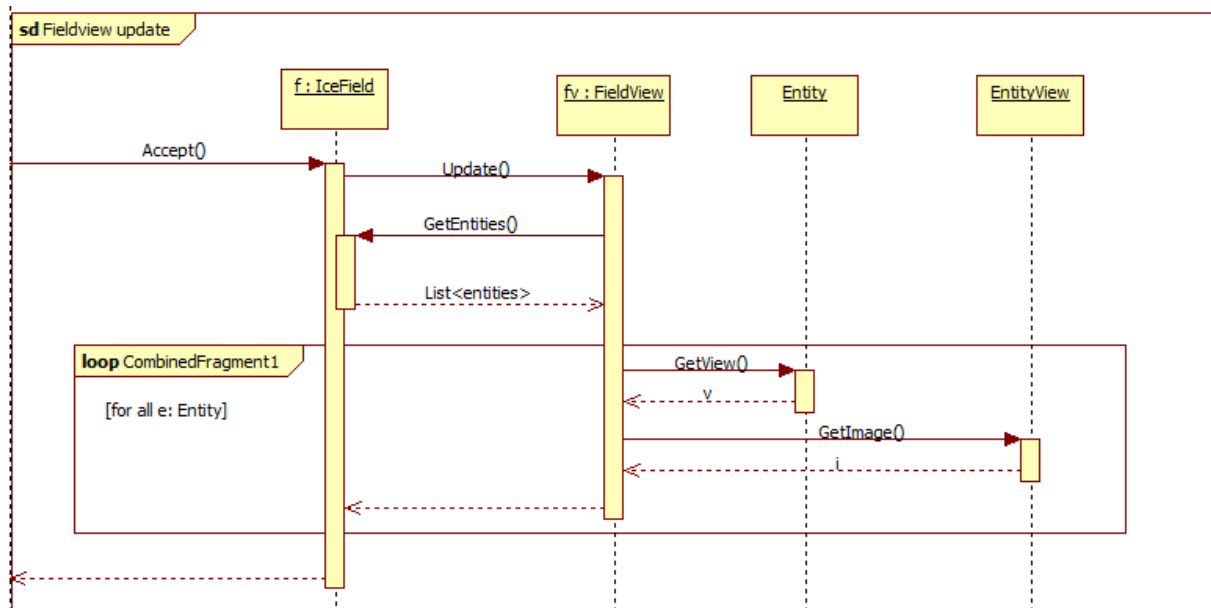 sd Fieldview update
f : IceField
fv : FieldView
Entity
EntityView
Accept()
Update()
GetEntities()
List<entities>
loop CombinedFragment1
GetView()
[for all e: Entity]
v
GetImage()
i